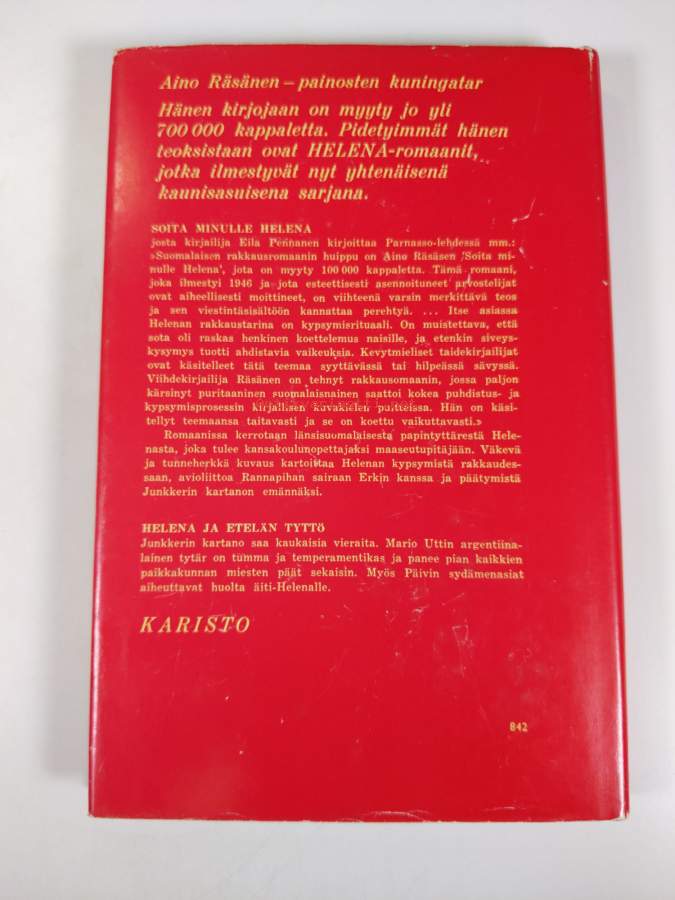 Aino Räsänen – painosten kuningatar
Hänen kirjojaan on myyty jo yli
700 000 kappaletta. Pidetyimmät hänen
teoksistaan ovat HELENA-romaanit,
jotka ilmestyvät nyt yhtenäisenä
kaunisasuisena sarjana.
SOITA MINULLE HELENA
josta kirjailija Eila Pennanen kirjoittaa Parnasso-lehdessä mm.:
»Suomalaisen rakkausromaanin huippu on Aino Räsäsen 'Soita mi-
nulle Helena', jota on myyty 100 000 kappaletta. Tämä romaani,
joka ilmestyi 1946 ja jota esteettisesti asennoituneet arvostelijat
ovat aiheellisesti moittineet, on viihteenä varsin merkittävä teos
ja sen viestintäsisältöön kannattaa perehtyä. ... Itse asiassa
Helenan rakkaustarina on kypsymisrituaali. On muistettava, että
sota oli raskas henkinen koettelemus naisille, ja etenkin siveys-
kysymys tuotti ahdistavia vaikeuksia. Kevytmieliset taidekirjailijat
ovat käsitelleet tätä teemaa syyttävässä tai hilpeässä sävyssä.
Viihdekirjailija Räsänen on tehnyt rakkausomaanin, jossa paljon
kärsinyt puritaaninen suomalaisnainen saattoi kokea puhdistus- ja
kypsymisprosessin kirjallisen kuvakielen puitteissa. Hän on käsi-
tellyt teemaansa taitavasti ja se on koettu vaikuttavasti.»
Romaanissa kerrotaan länsisuomalaisesta papintyttärestä Hele-
nasta, joka tulee kansakoulunopettajaksi maaseutupitäjään. Väkevä
ja tunneherkkä kuvaus kartoittaa Helenan kypsymistä rakkaudes-
saan, avioliittoa Rannapihan sairaan Erkin kanssa ja päätymistä
Junkkerin kartanon emännäksi.
HELENA JA ETELÄN TYTTÖ
Junkkerin kartano saa kaukaisia vieraita. Mario Uttin argentiina-
lainen tytär on tumma ja temperamentikas ja panee pian kaikkien
paikkakunnan miesten päät sekaisin. Myös Päivin sydämenasiat
aiheuttavat huolta äiti-Helenalle.
KARISTO
842